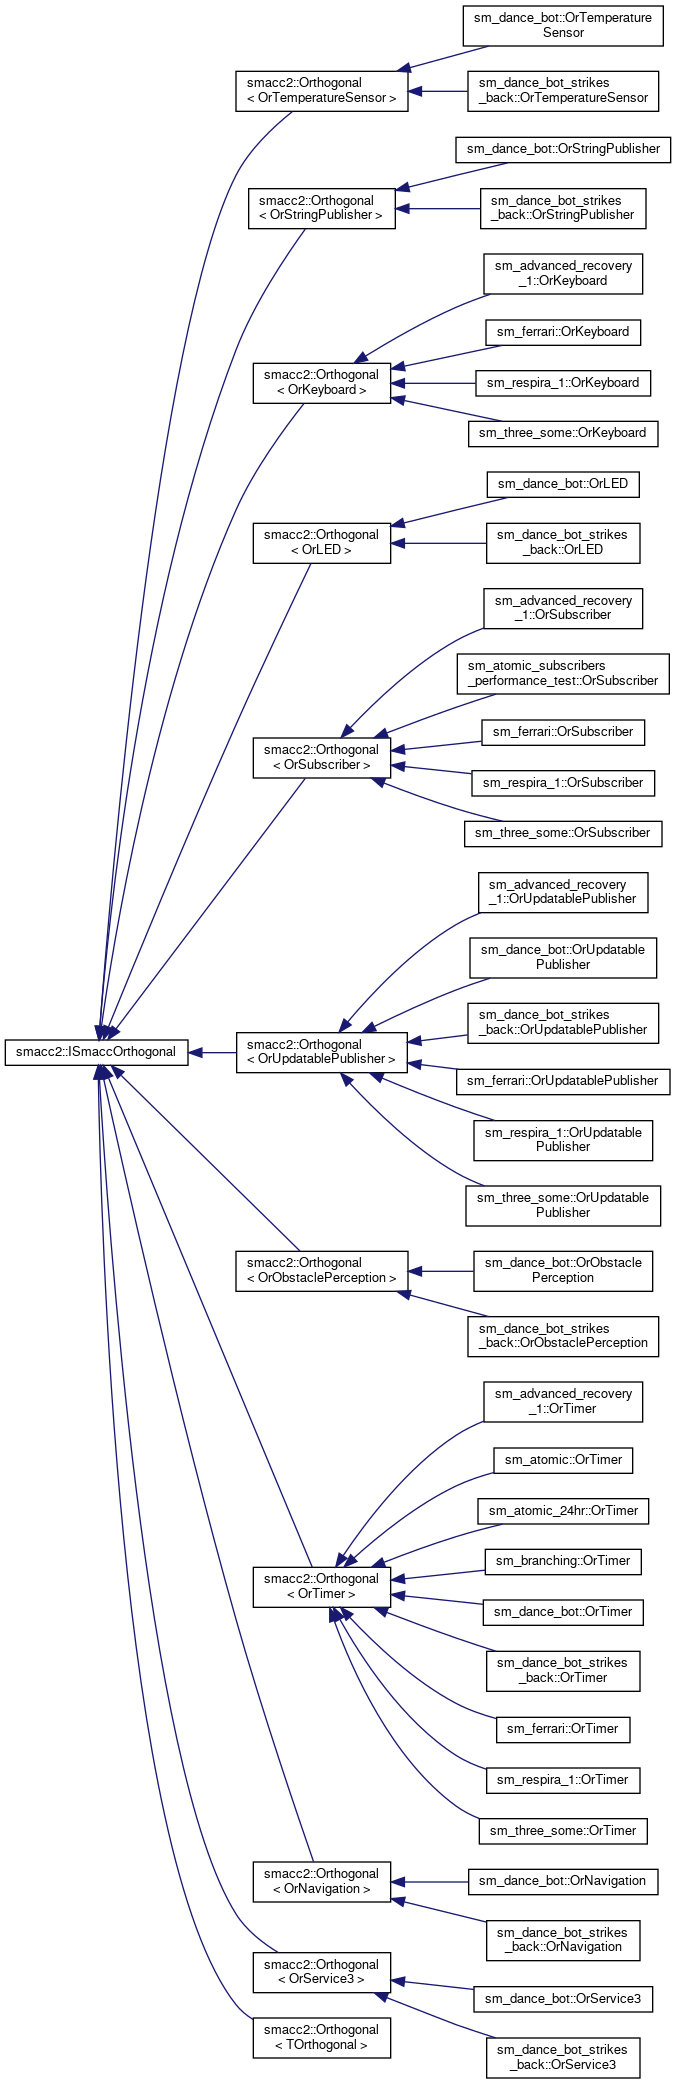 sm_dance_bot::OrTemperature
Sensor
smacc2::Orthogonal
< OrTemperatureSensor >
sm_dance_bot_strikes
_back::OrTemperatureSensor
sm_dance_bot::OrStringPublisher
smacc2::Orthogonal
< OrStringPublisher >
sm_dance_bot_strikes
_back::OrStringPublisher
sm_advanced_recovery
_1::OrKeyboard
sm_ferrari::OrKeyboard
smacc2::Orthogonal
< OrKeyboard >
sm_respira_1::OrKeyboard
sm_three_some::OrKeyboard
sm_dance_bot::OrLED
smacc2::Orthogonal
< OrLED >
sm_dance_bot_strikes
_back::OrLED
sm_advanced_recovery
_1::OrSubscriber
sm_atomic_subscribers
_performance_test::OrSubscriber
sm_ferrari::OrSubscriber
smacc2::Orthogonal
< OrSubscriber >
sm_respira_1::OrSubscriber
sm_three_some::OrSubscriber
sm_advanced_recovery
_1::OrUpdatablePublisher
sm_dance_bot::OrUpdatable
Publisher
sm_dance_bot_strikes
_back::OrUpdatablePublisher
smacc2::ISmaccOrthogonal
smacc2::Orthogonal
< OrUpdatablePublisher >
sm_ferrari::OrUpdatablePublisher
sm_respira_1::OrUpdatable
Publisher
sm_three_some::OrUpdatable
Publisher
smacc2::Orthogonal
< OrObstaclePerception >
sm_dance_bot::OrObstacle
Perception
sm_dance_bot_strikes
_back::OrObstaclePerception
sm_advanced_recovery
_1::OrTimer
sm_atomic::OrTimer
sm_atomic_24hr::OrTimer
sm_branching::OrTimer
smacc2::Orthogonal
< OrTimer >
sm_dance_bot::OrTimer
sm_dance_bot_strikes
_back::OrTimer
sm_ferrari::OrTimer
sm_respira_1::OrTimer
sm_three_some::OrTimer
smacc2::Orthogonal
< OrNavigation >
sm_dance_bot::OrNavigation
sm_dance_bot_strikes
_back::OrNavigation
smacc2::Orthogonal
< OrService3 >
sm_dance_bot::OrService3
smacc2::Orthogonal
< TOrthogonal >
sm_dance_bot_strikes
_back::OrService3